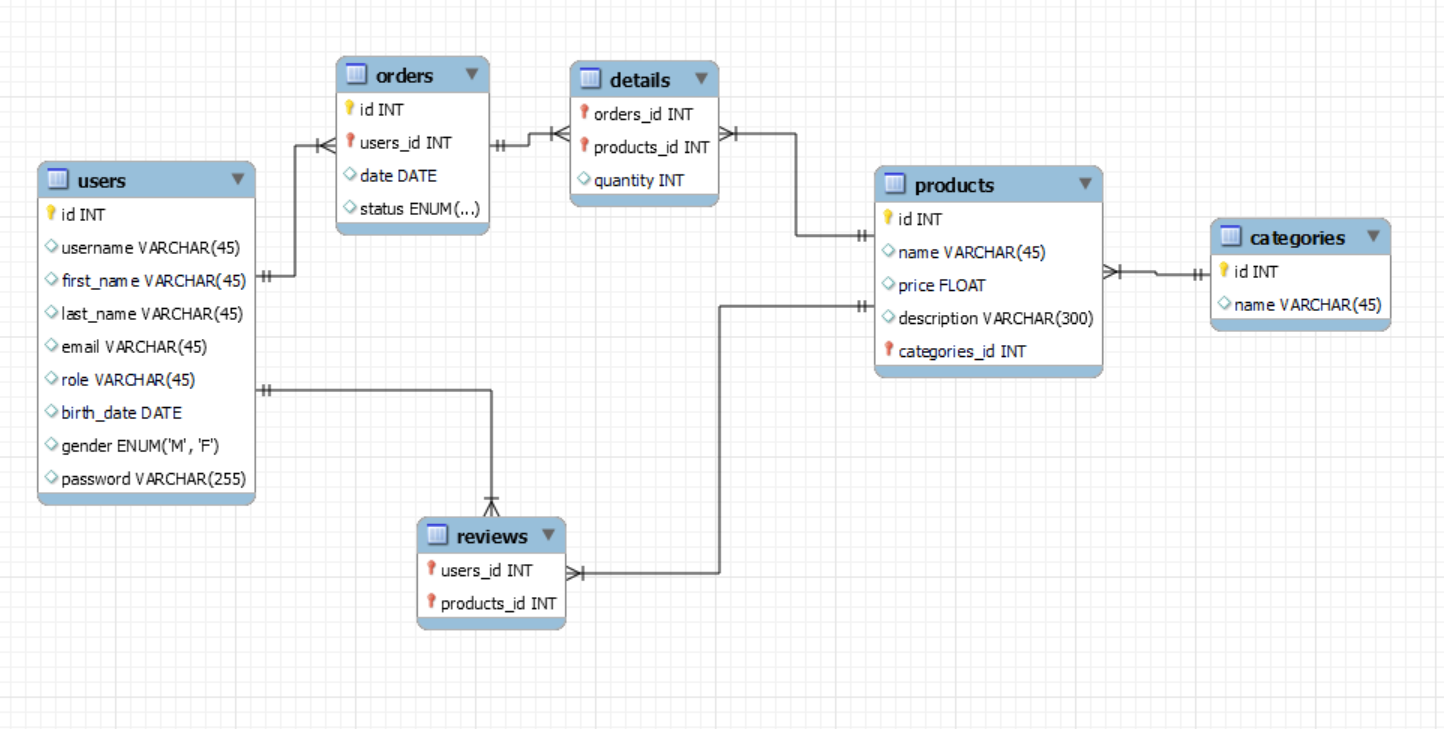 users
id INT
username VARCHAR(45)
first_name VARCHAR(45)
last_name VARCHAR(45)
email VARCHAR(45)
role VARCHAR(45)
birth_date DATE
gender ENUM('M', 'F')
password VARCHAR(255)
orders
id INT
users_id INT
date DATE
status ENUM(...)
details
orders_id INT
products_id INT
quantity INT
products
id INT
name VARCHAR(45)
price FLOAT
description VARCHAR(300)
categories_id INT
categories
id INT
name VARCHAR(45)
reviews
users_id INT
products_id INT